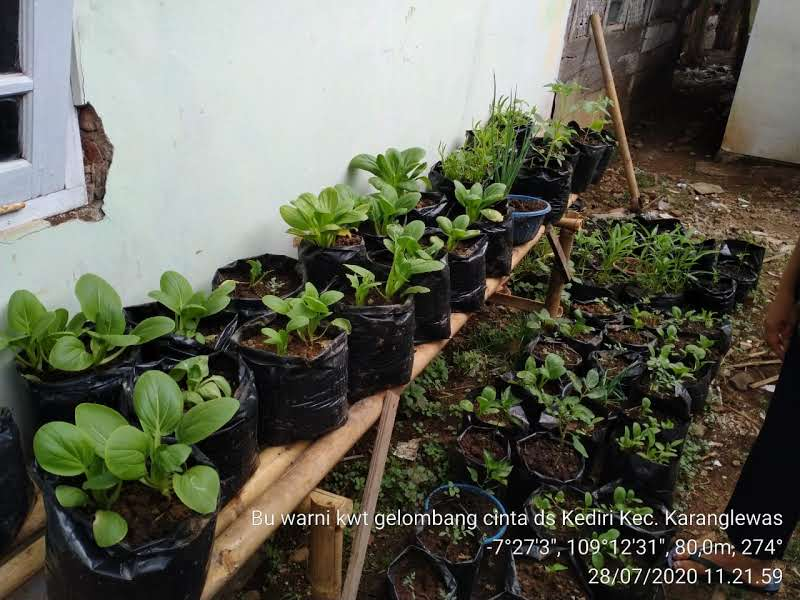 Bu warni kwt gelombang cinta ds Kediri Kec. Karanglewas
-7°27'3", 109°12'31", 80,0m, 274°
28/07/2020 11.21.59